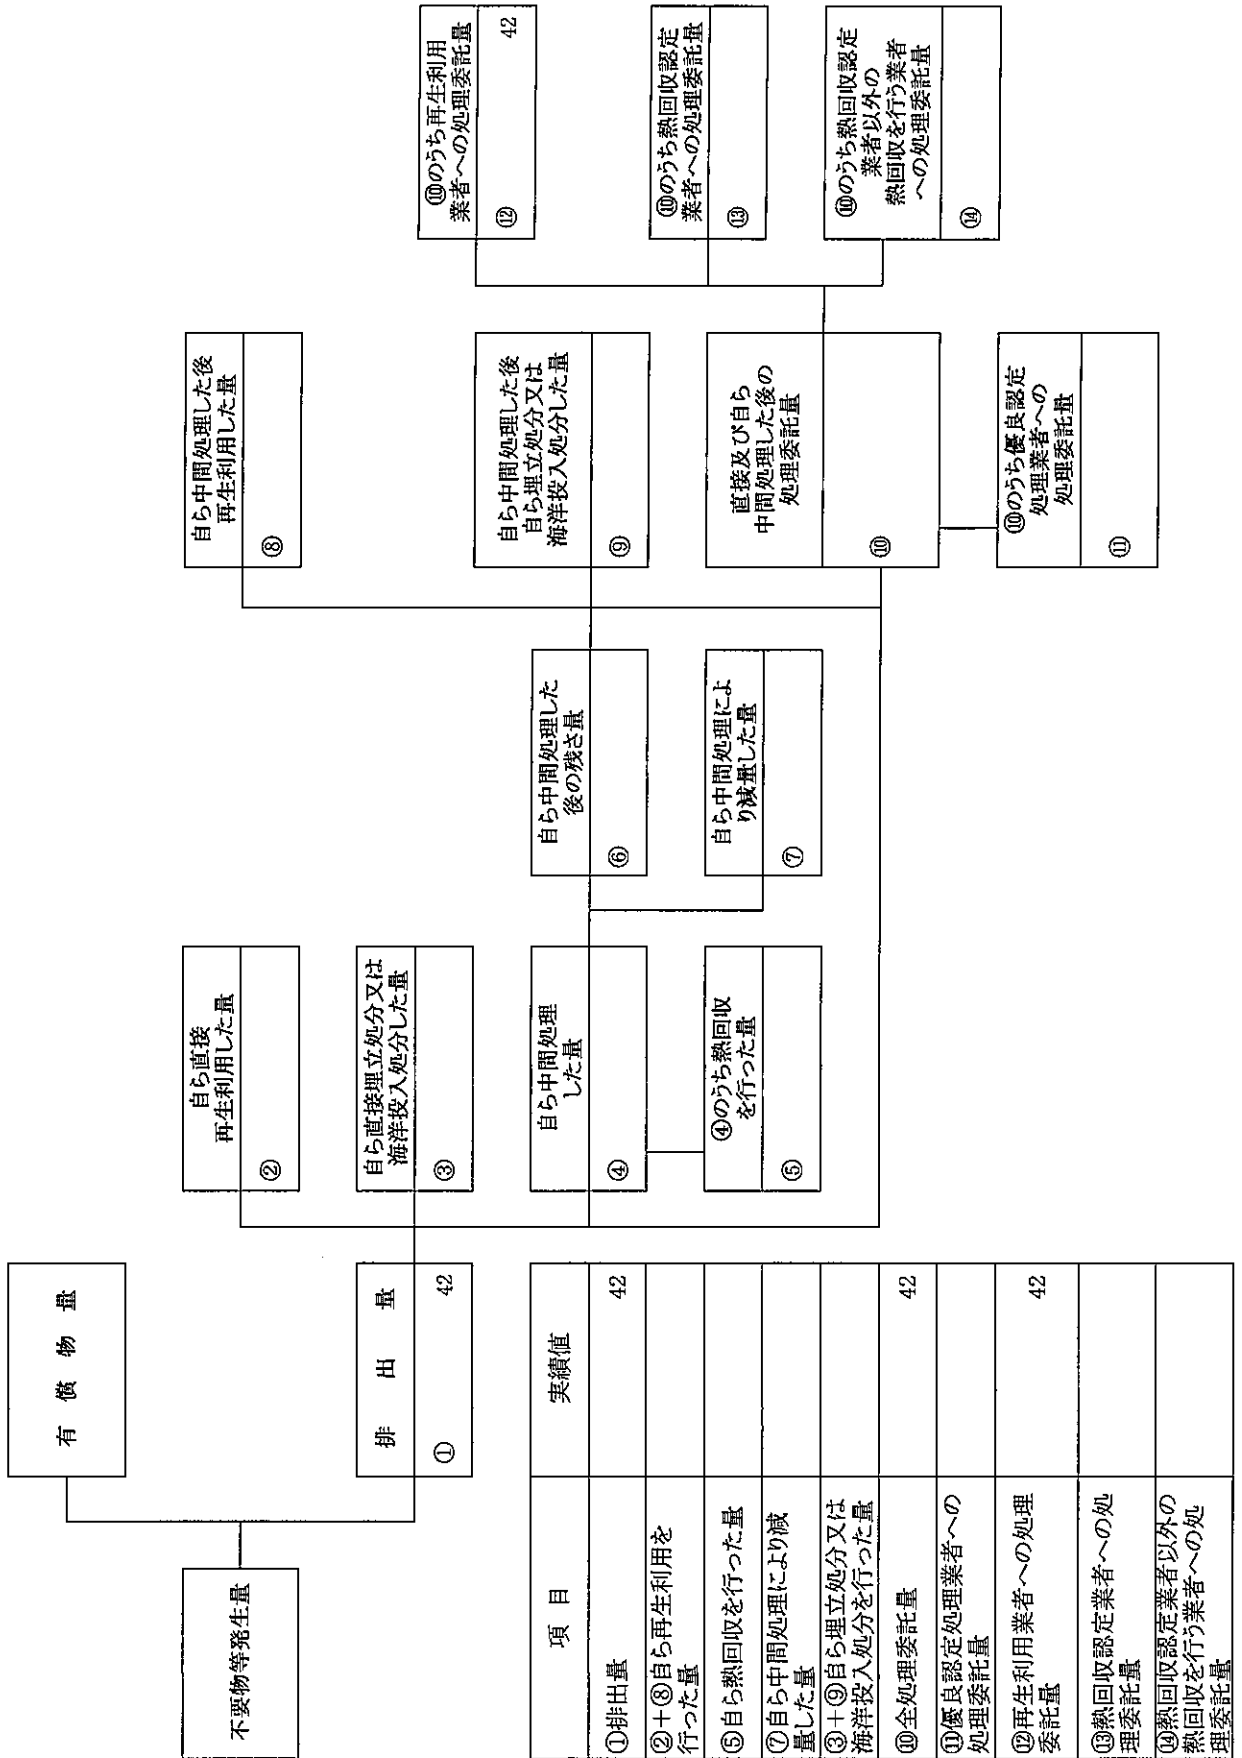 不要物等発生量
有 償 物 量
排 出 量
① 42
自ら直接
再生利用した量
②
自ら直接埋立処分又は
海洋投入処分した量
③
自ら中間処理
した量
④
④のうち熱回収
を行った量
⑤
自ら中間処理した
後の残さ量
⑥
自ら中間処理によ
り減量した量
⑦
自ら中間処理した後
再生利用した量
⑧
自ら中間処理した後
自ら埋立処分又は
海洋投入処分した量
⑨
直接及び自ら
中間処理した後の
処理委託量
⑩
⑩のうち優良認定
処理業者への
処理委託量
⑪
⑩のうち再生利用
業者への処理委託量
⑫ 42
⑩のうち熱回収認定
業者への処理委託量
⑬
⑩のうち熱回収認定
業者以外の
熱回収を行う業者
への処理委託量
⑭
項 目 実績値
①排出量 42
②+⑧自ら再生利用を
行った量
⑤自ら熱回収を行った量
⑦自ら中間処理により減
量した量
③+⑨自ら埋立処分又は
海洋投入処分を行った量
⑩全処理委託量 42
⑪優良認定処理業者への
処理委託量
⑫再生利用業者への処理
委託量 42
⑬熱回収認定業者への処
理委託量
⑭熱回収認定業者以外の
熱回収を行う業者への処
理委託量